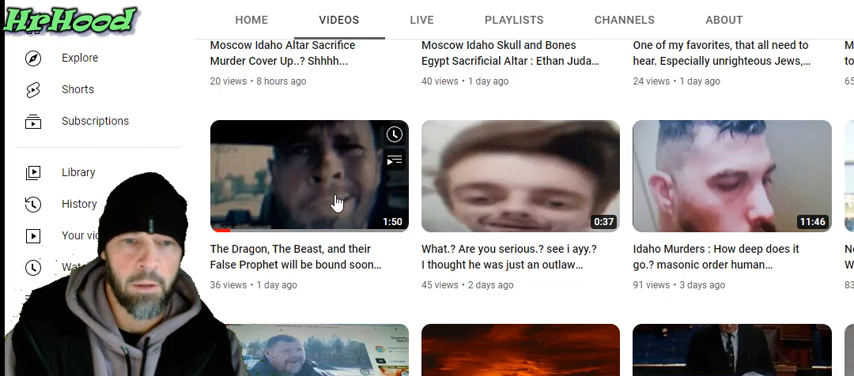 HrHood
HOME VIDEOS LIVE PLAYLISTS CHANNELS ABOUT
Explore
Shorts
Subscriptions
Library
History
Your
Moscow Idaho Altar Sacrifice
Murder Cover Up..? Shhhh...
20 views • 8 hours ago
Moscow Idaho Skull and Bones
Egypt Sacrificial Altar : Ethan Juda...
40 views • 1 day ago
One of my favorites, that all need to
hear. Especially unrighteous Jews,...
24 views • 1 day ago
1:50
The Dragon, The Beast, and their
False Prophet will be bound soon...
36 views • 1 day ago
0:37
What.? Are you serious.? see i ayy.?
I thought he was just an outlaw...
45 views • 2 days ago
11:46
Idaho Murders : How deep does it
go.? masonic order human...
91 views • 3 days ago